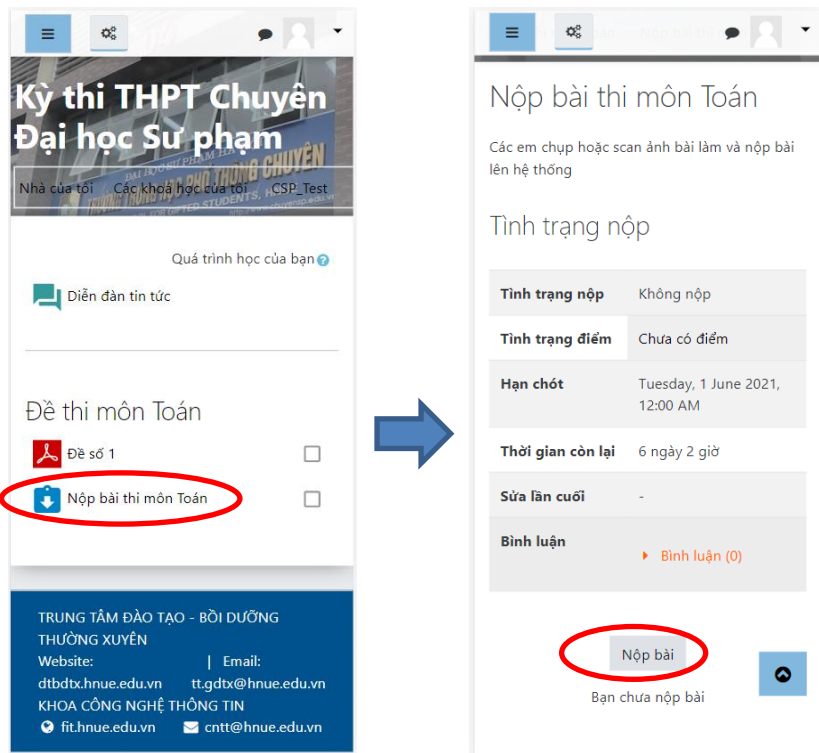 Kỳ thi THPT Chuyên
Đại học Sư phạm
Nhà của tôi Các khoá học của tôi CSP_Test
Quá trình học của bạn
Diễn đàn tin tức
Đề thi môn Toán
Đề số 1
Nộp bài thi môn Toán
TRUNG TÂM ĐÀO TẠO - BỒI DƯỠNG
THƯỜNG XUYÊN
Website: | Email:
dtbdtx.hnue.edu.vn tt.gdtx@hnue.edu.vn
KHOA CÔNG NGHỆ THÔNG TIN
fit.hnue.edu.vn cntt@hnue.edu.vn
Nộp bài thi môn Toán
Các em chụp hoặc scan ảnh bài làm và nộp bài
lên hệ thống
Tình trạng nộp
Tình trạng nộp Không nộp
Tình trạng điểm Chưa có điểm
Hạn chót Tuesday, 1 June 2021,
12:00 AM
Thời gian còn lại 6 ngày 2 giờ
Sửa lần cuối -
Bình luận Bình luận (0)
Nộp bài
Bạn chưa nộp bài